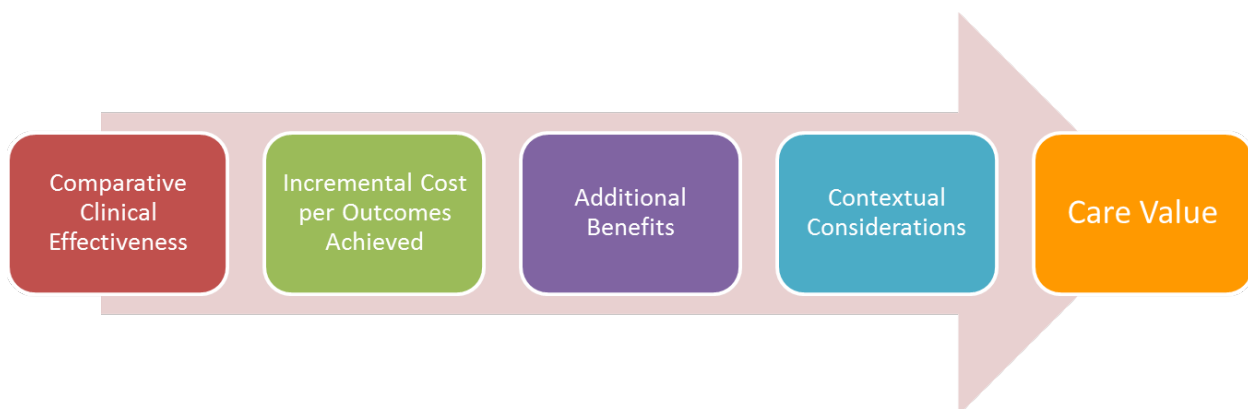 Comparative
Clinical
Effectiveness
Incremental Cost
per Outcomes
Achieved
Additional
Benefits
Contextual
Considerations
Care Value